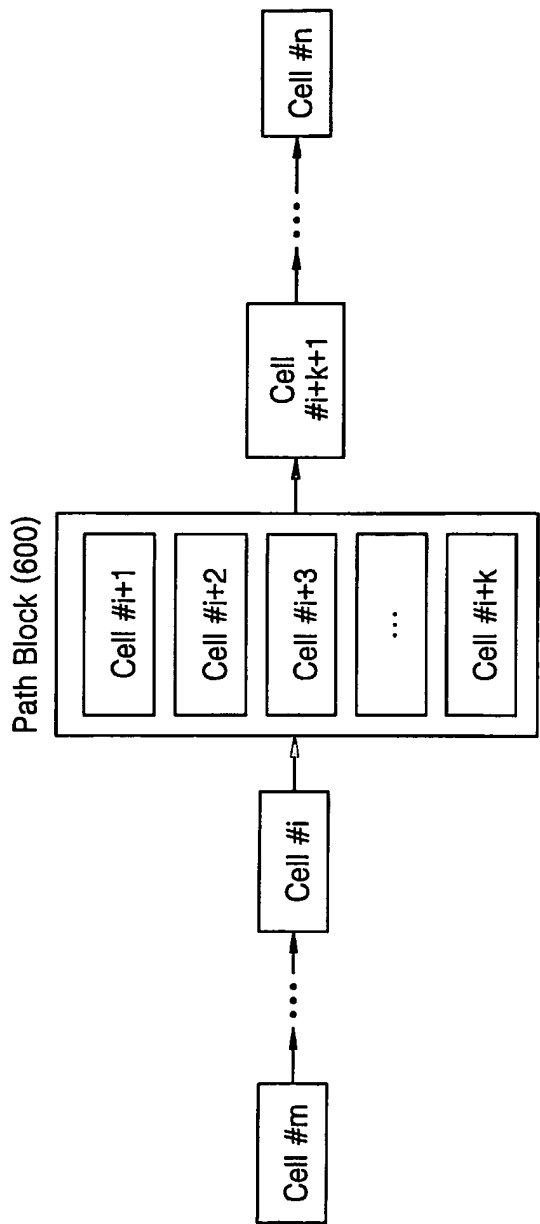 Cell #m
...
Cell #i
Path Block (600)
Cell #i+1
Cell #i+2
Cell #i+3
...
Cell #i+k
Cell
#i+k+1
...
Cell #n